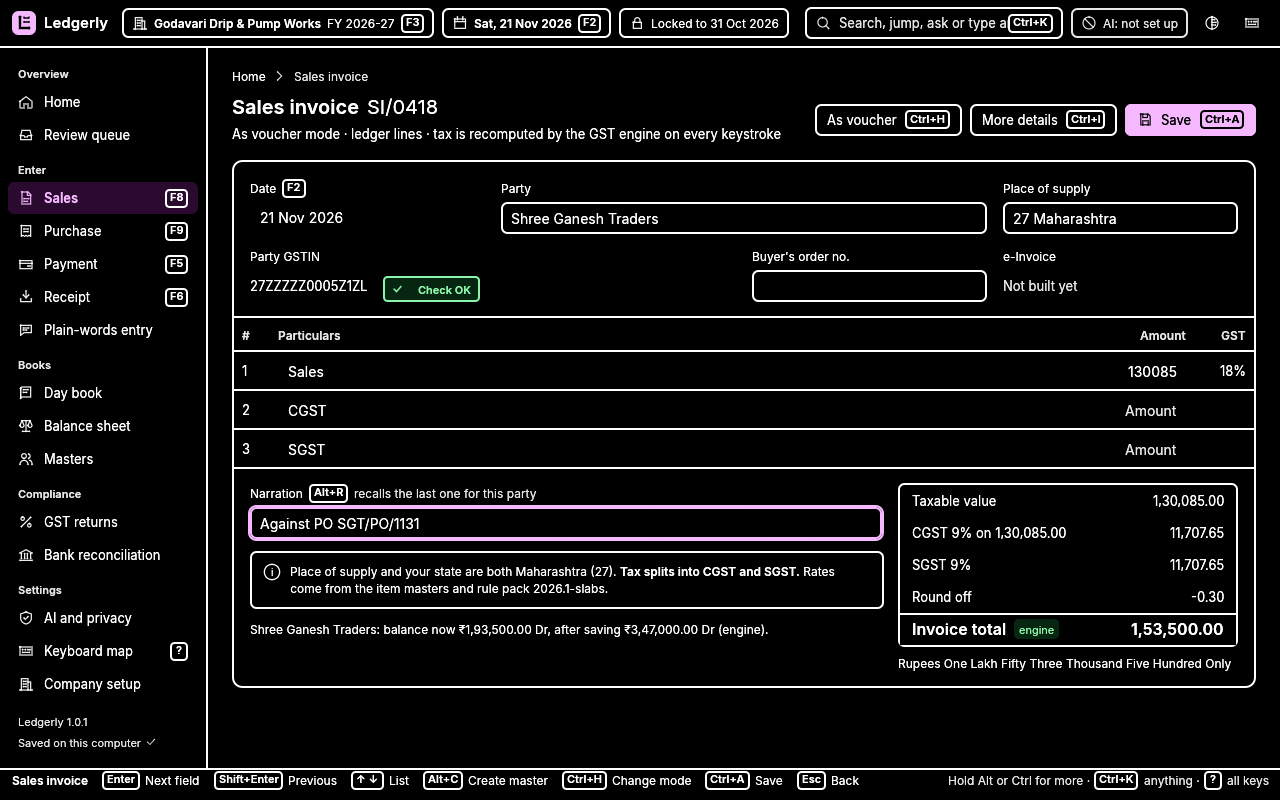 Ledgerly
Godavari Drip & Pump Works FY 2026-27 F3
Sat, 21 Nov 2026 F2
Locked to 31 Oct 2026
Search, jump, ask or type a Ctrl+K
AI: not set up
Overview
Home
Review queue
Enter
Sales F8
Purchase F9
Payment F5
Receipt F6
Plain-words entry
Books
Day book
Balance sheet
Masters
Compliance
GST returns
Bank reconciliation
Settings
AI and privacy
Keyboard map ?
Company setup
Ledgerly 1.0.1
Saved on this computer
Home Sales invoice
Sales invoice SI/0418
As voucher mode · ledger lines · tax is recomputed by the GST engine on every keystroke
As voucher Ctrl+H
More details Ctrl+I
Save Ctrl+A
Date F2 Party Place of supply
21 Nov 2026 Shree Ganesh Traders 27 Maharashtra
Party GSTIN Buyer's order no. e-Invoice
27ZZZZZ0005Z1ZL Check OK Not built yet
# Particulars Amount GST
1 Sales 130085 18%
2 CGST Amount
3 SGST Amount
Narration Alt+R recalls the last one for this party
Against PO SGT/PO/1131
Place of supply and your state are both Maharashtra (27). Tax splits into CGST and SGST. Rates
come from the item masters and rule pack 2026.1-slabs.
Shree Ganesh Traders: balance now ₹1,93,500.00 Dr, after saving ₹3,47,000.00 Dr (engine).
Taxable value 1,30,085.00
CGST 9% on 1,30,085.00 11,707.65
SGST 9% 11,707.65
Round off -0.30
Invoice total engine 1,53,500.00
Rupees One Lakh Fifty Three Thousand Five Hundred Only
Sales invoice Enter Next field Shift+Enter Previous ↑ ↓ List Alt+C Create master Ctrl+H Change mode Ctrl+A Save Esc Back Hold Alt or Ctrl for more · Ctrl+K anything · ? all keys